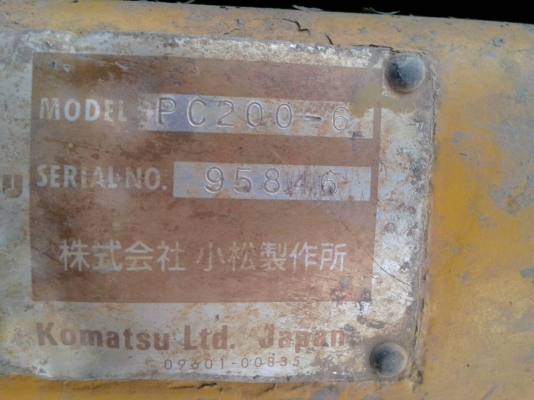 MODEL PC200-6
SERIAL NO. 95846
株式会社 小松製作所
Komatsu Ltd. Japan
09601-00835